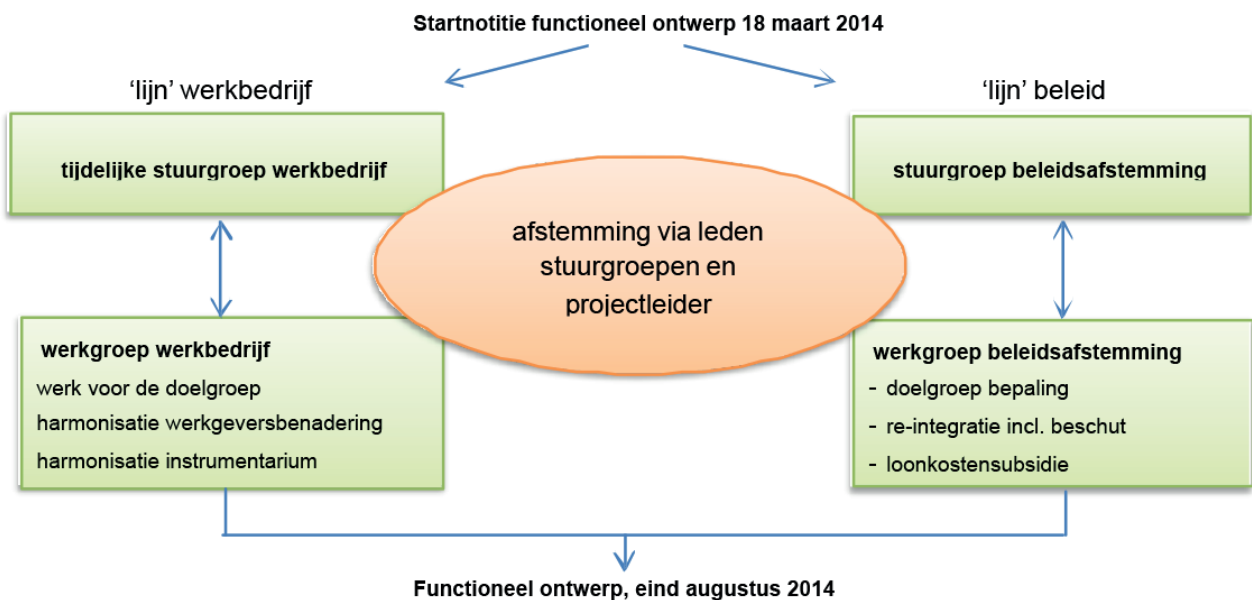 Startnotitie functioneel ontwerp 18 maart 2014
‘lijn’ werkbedrijf
‘lijn’ beleid
tijdelijke stuurgroep werkbedrijf
stuurgroep beleidsafstemming
afstemming via leden
stuurgroepen en
projectleider
werkgroep werkbedrijf
werk voor de doelgroep
harmonisatie werkgeversbenadering
harmonisatie instrumentarium
werkgroep beleidsafstemming
- doelgroep bepaling
- re-integratie incl. beschut
- loonkostensubsidie
Functioneel ontwerp, eind augustus 2014